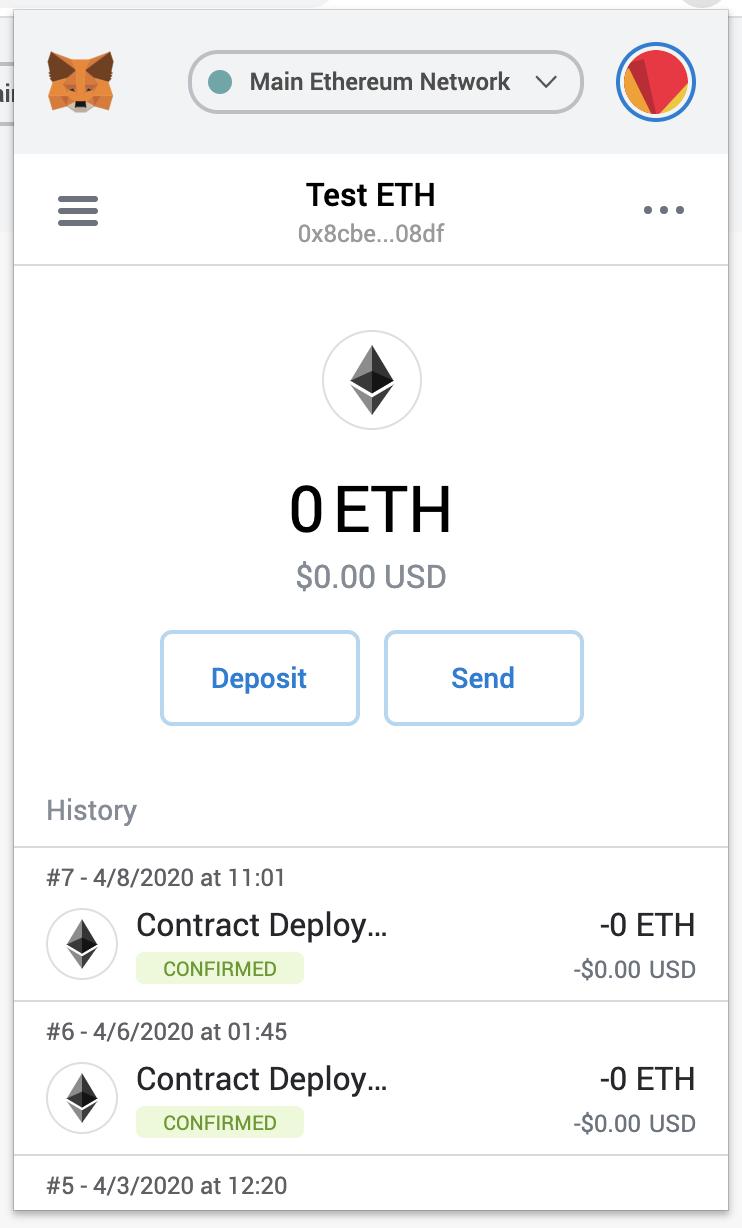 Main Ethereum Network
Test ETH
0x8cbe...08df
0 ETH
$0.00 USD
Deposit
Send
History
#7 - 4/8/2020 at 11:01
Contract Deploy...
-0 ETH
CONFIRMED
-$0.00 USD
#6 - 4/6/2020 at 01:45
Contract Deploy...
-0 ETH
CONFIRMED
-$0.00 USD
#5 - 4/3/2020 at 12:20